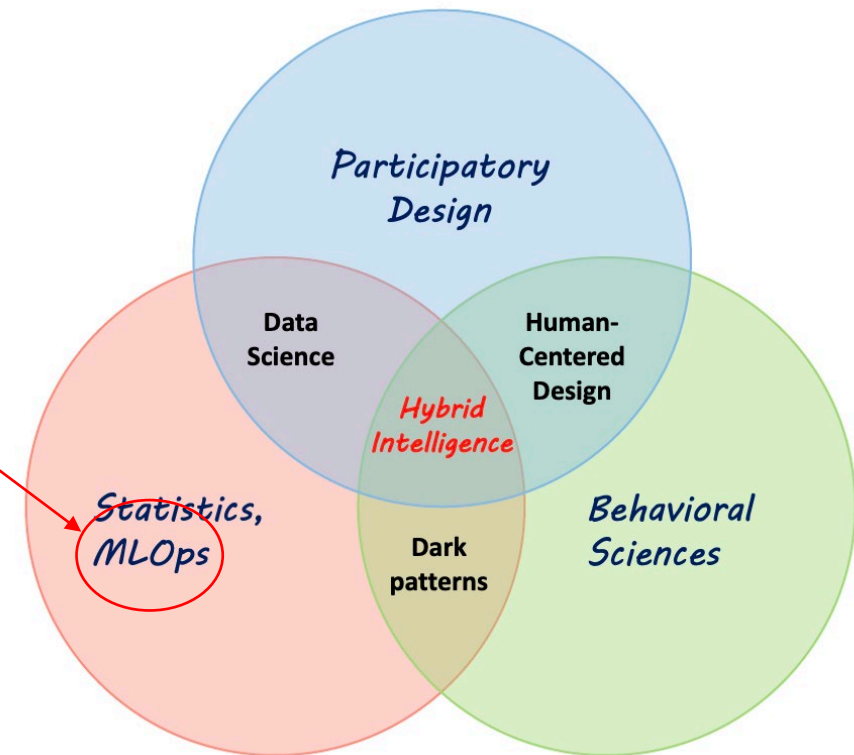 Participatory
Design
Data
Science
Human-
Centered
Design
Hybrid
Intelligence
Statistics,
MLOps
Behavioral
Sciences
Dark
patterns